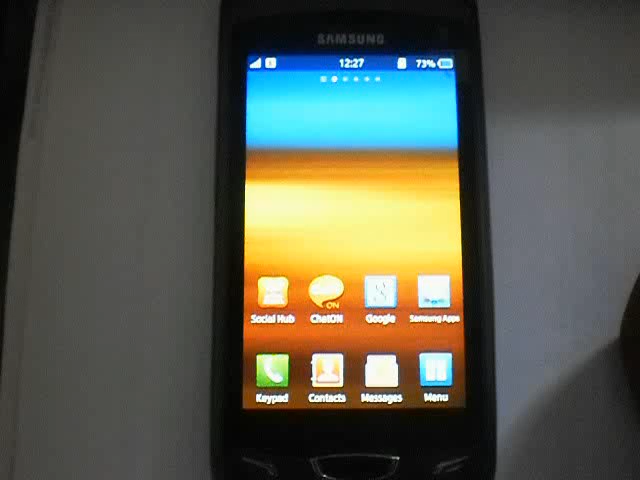 SAMSUNG
12:27 73%
Social Hub ChatON Google Samsung Apps
Keypad Contacts Messages Menu